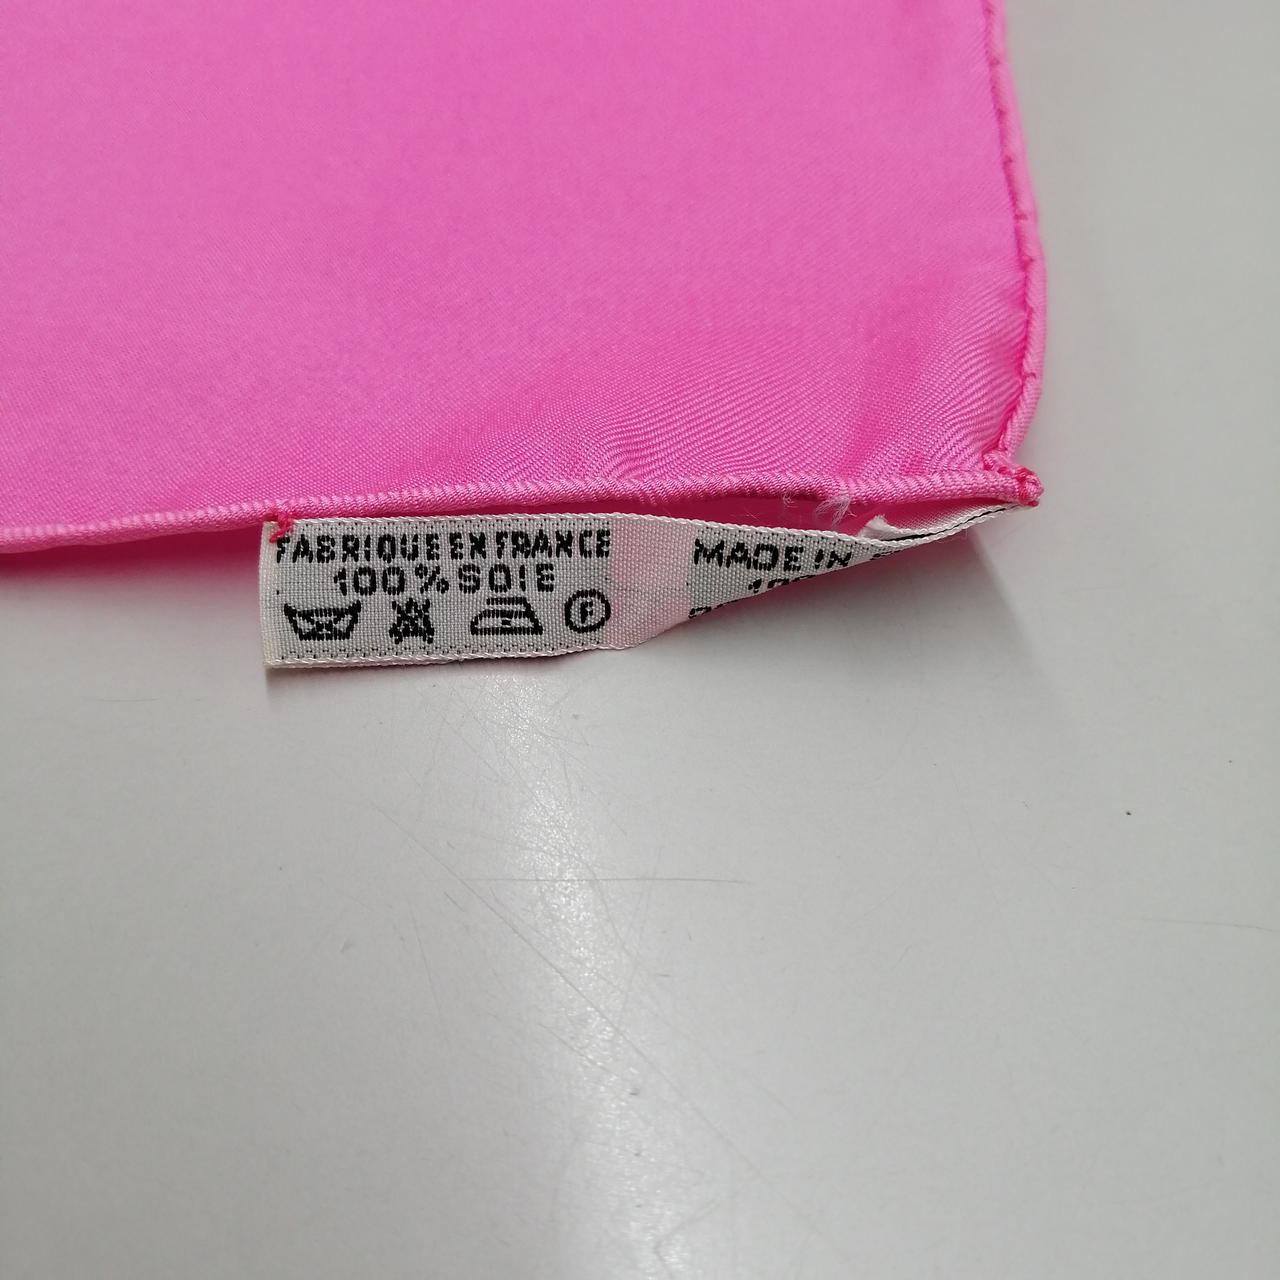 FABRIQUE EN FRANCE
100% SOIE
F
MADE IN